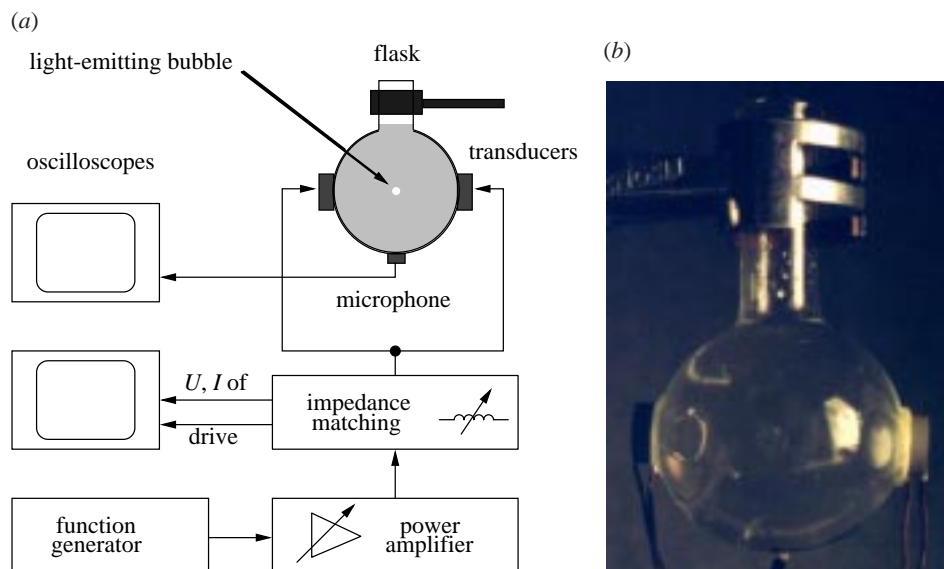 (a)
flask
light-emitting bubble
(b)
oscilloscopes
transducers
microphone
U, I of
drive
impedance
matching
function
generator
power
amplifier